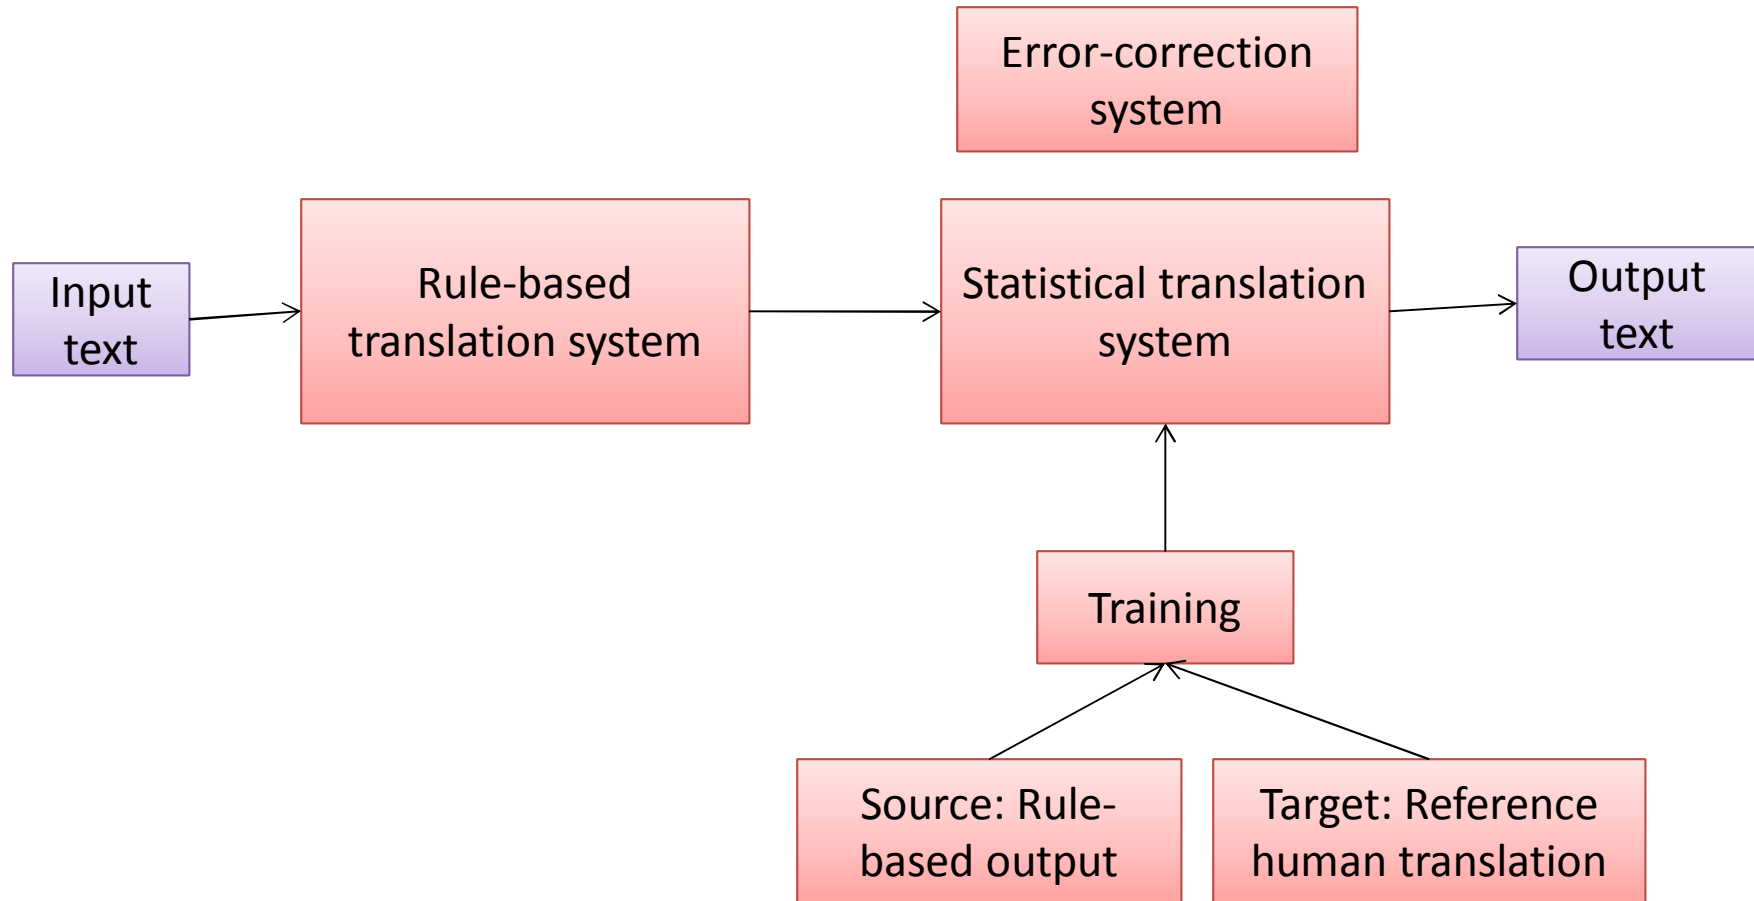 Error-correction
system
Input
text
Rule-based
translation system
Statistical translation
system
Output
text
Training
Source: Rule-
based output
Target: Reference
human translation